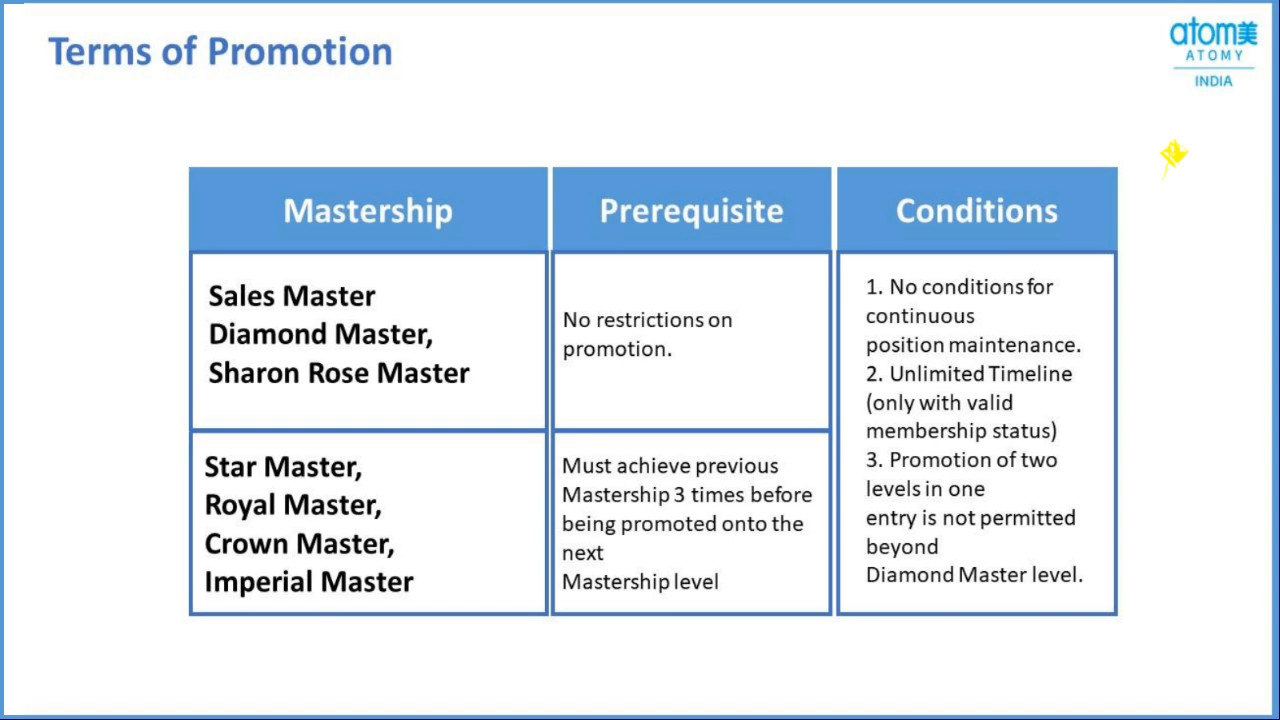 Terms of Promotion
atom美
ATOMY
INDIA
Mastership
Prerequisite
Conditions
Sales Master
Diamond Master,
Sharon Rose Master
No restrictions on
promotion.
1. No conditions for
continuous
position maintenance.
2. Unlimited Timeline
(only with valid
membership status)
3. Promotion of two
levels in one
entry is not permitted
beyond
Diamond Master level.
Star Master,
Royal Master,
Crown Master,
Imperial Master
Must achieve previous
Mastership 3 times before
being promoted onto the
next
Mastership level